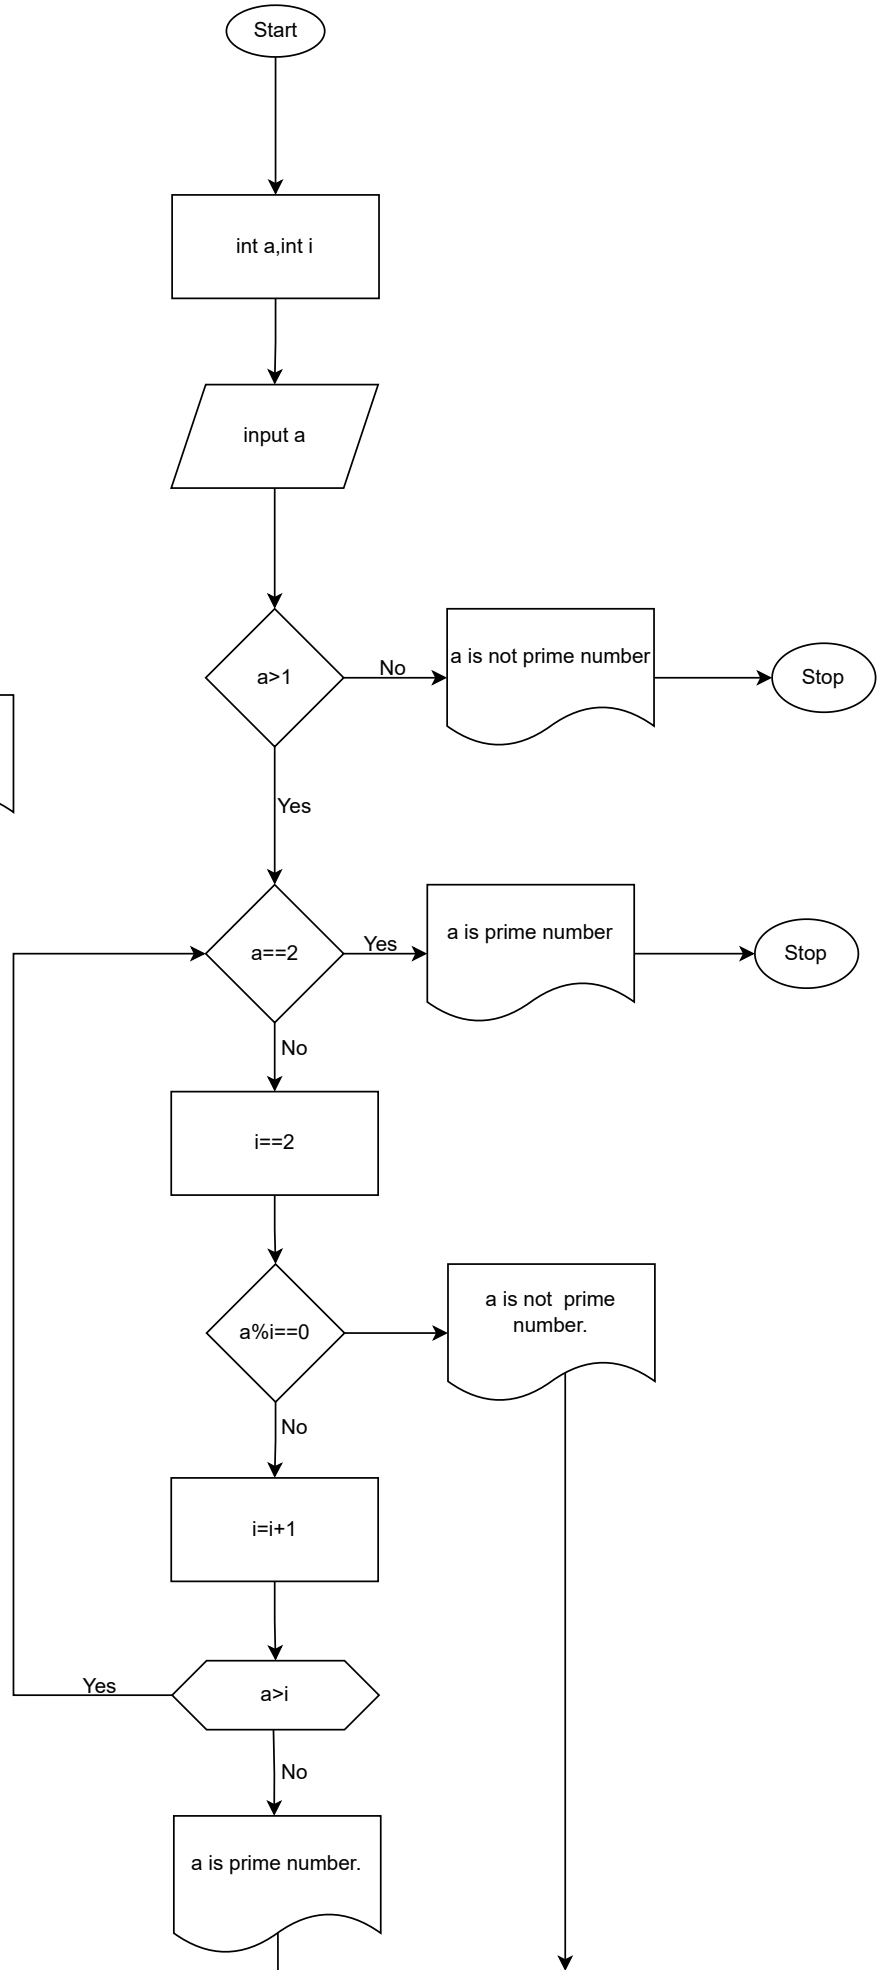 Start
int a,int i
input a
a>1
No
a is not prime number
Stop
Yes
a==2
Yes
a is prime number
Stop
No
i==2
a%i==0
a is not  prime
number.
No
i=i+1
a>i
Yes
No
a is prime number.